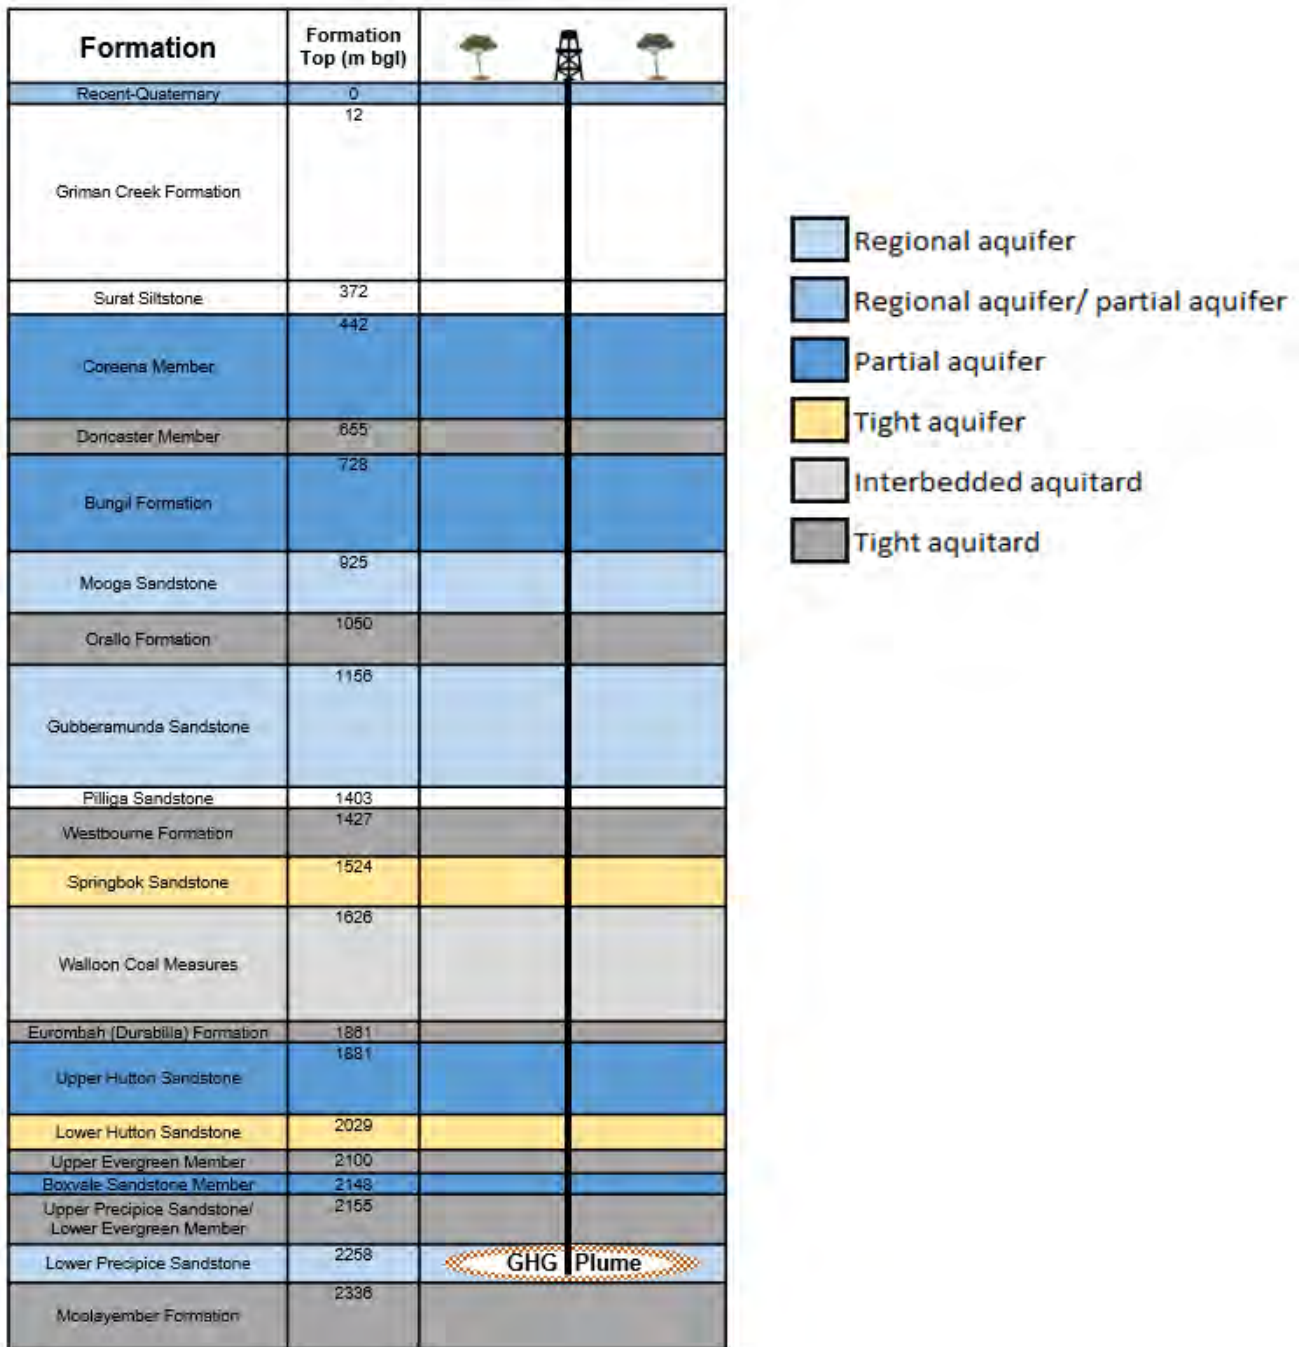 Formation
Formation
Top (m bgl)
Recent-Quaternary
0
Griman Creek Formation
12
Surat Siltstone
372
Coreena Member
442
Doncaster Member
655
Bungil Formation
728
Mooga Sandstone
925
Orallo Formation
1050
Gubberamunda Sandstone
1156
Pilliga Sandstone
1403
Westbourne Formation
1427
Springbok Sandstone
1524
Walloon Coal Measures
1626
Eurombah (Durabilla) Formation
1861
Upper Hutton Sandstone
1881
Lower Hutton Sandstone
2029
Upper Evergreen Member
2100
Boxvale Sandstone Member
2148
Upper Precipice Sandstone/
Lower Evergreen Member
2155
Lower Precipice Sandstone
2258
GHG Plume
Moolayember Formation
2336
Regional aquifer
Regional aquifer/ partial aquifer
Partial aquifer
Tight aquifer
Interbedded aquitard
Tight aquitard